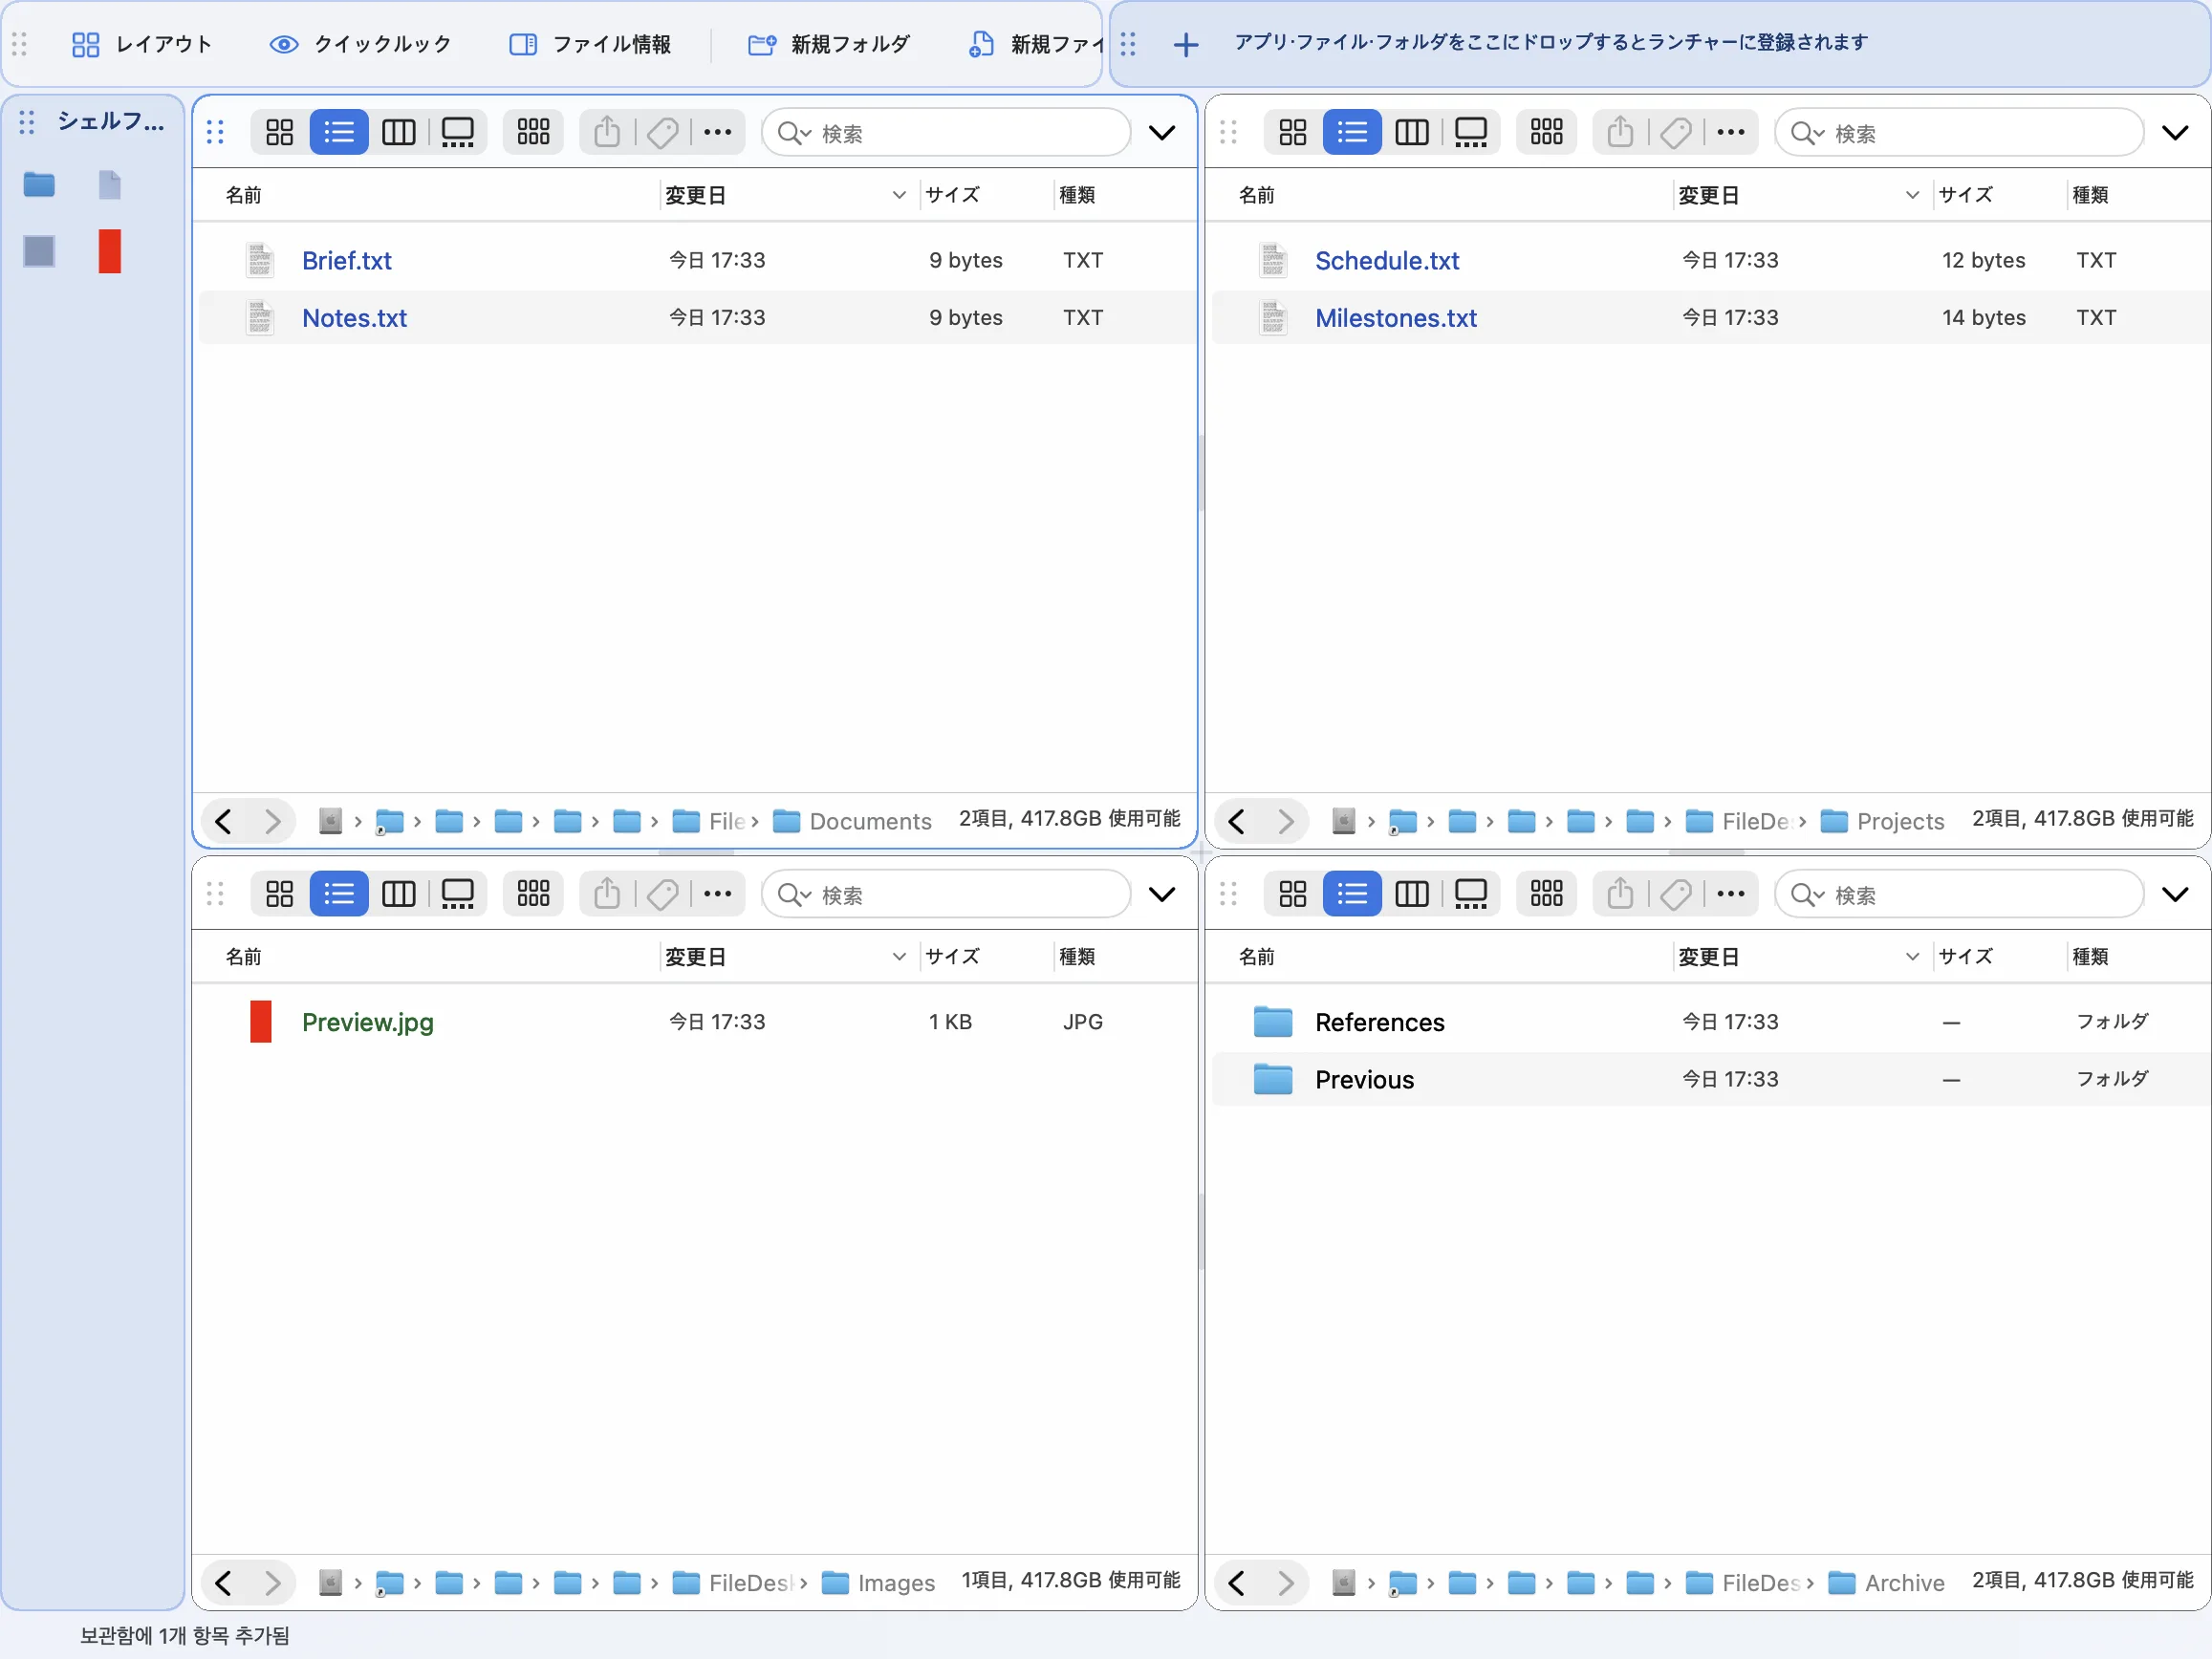 レイアウト
クイックルック
ファイル情報
新規フォルダ
新規ファイ
アプリ·ファイル·フォルダをここにドロップするとランチャーに登録されます
シェルフ...
検索
名前 変更日 サイズ 種類
Brief.txt 今日 17:33 9 bytes TXT
Notes.txt 今日 17:33 9 bytes TXT
File Documents 2項目, 417.8GB 使用可能
検索
名前 変更日 サイズ 種類
Schedule.txt 今日 17:33 12 bytes TXT
Milestones.txt 今日 17:33 14 bytes TXT
FileDe Projects 2項目, 417.8GB 使用可能
検索
名前 変更日 サイズ 種類
Preview.jpg 今日 17:33 1 KB JPG
FileDesl Images 1項目, 417.8GB 使用可能
検索
名前 変更日 サイズ 種類
References 今日 17:33 — フォルダ
Previous 今日 17:33 — フォルダ
FileDes Archive 2項目, 417.8GB 使用可能
보관함에 1개 항목 추가됨